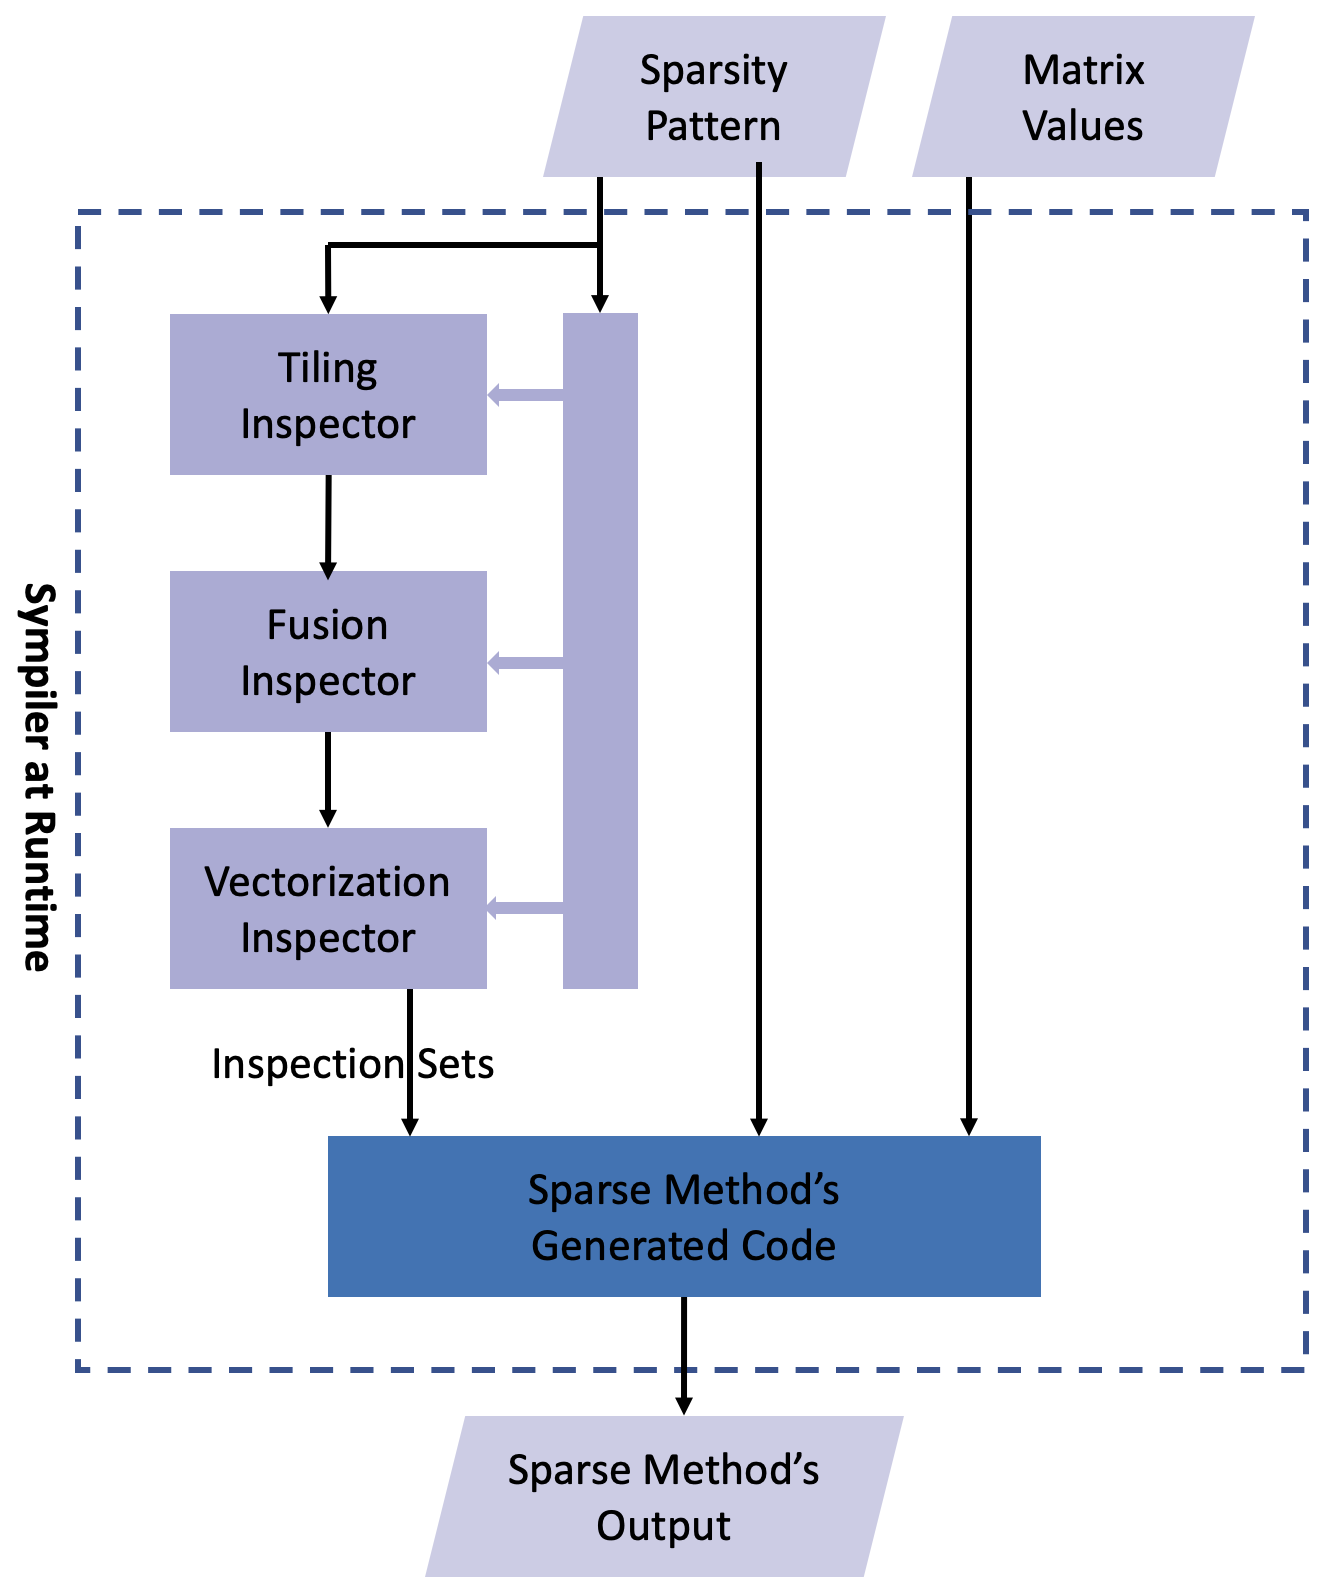 Sparsity
Pattern
Matrix
Values
Sympiler at Runtime
Tiling
Inspector
Fusion
Inspector
Vectorization
Inspector
Inspection Sets
Sparse Method’s
Generated Code
Sparse Method’s
Output